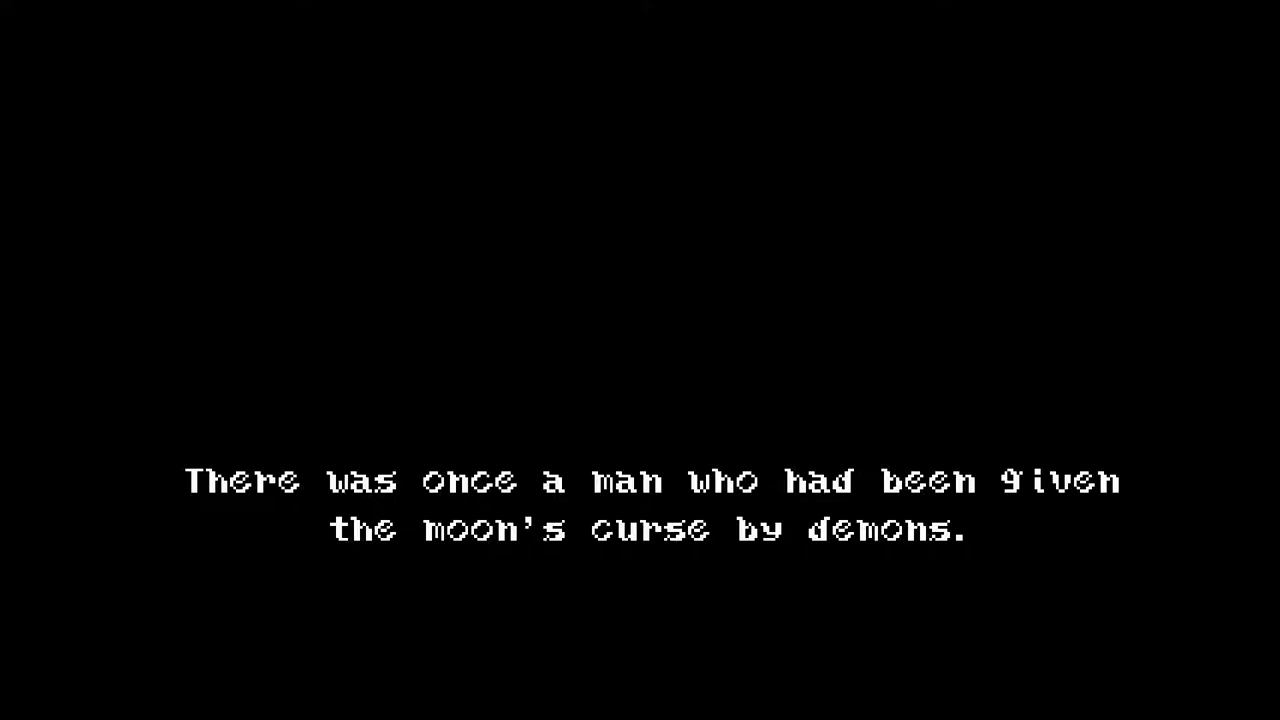 There was once a man who had been given
the moon's curse by demons.